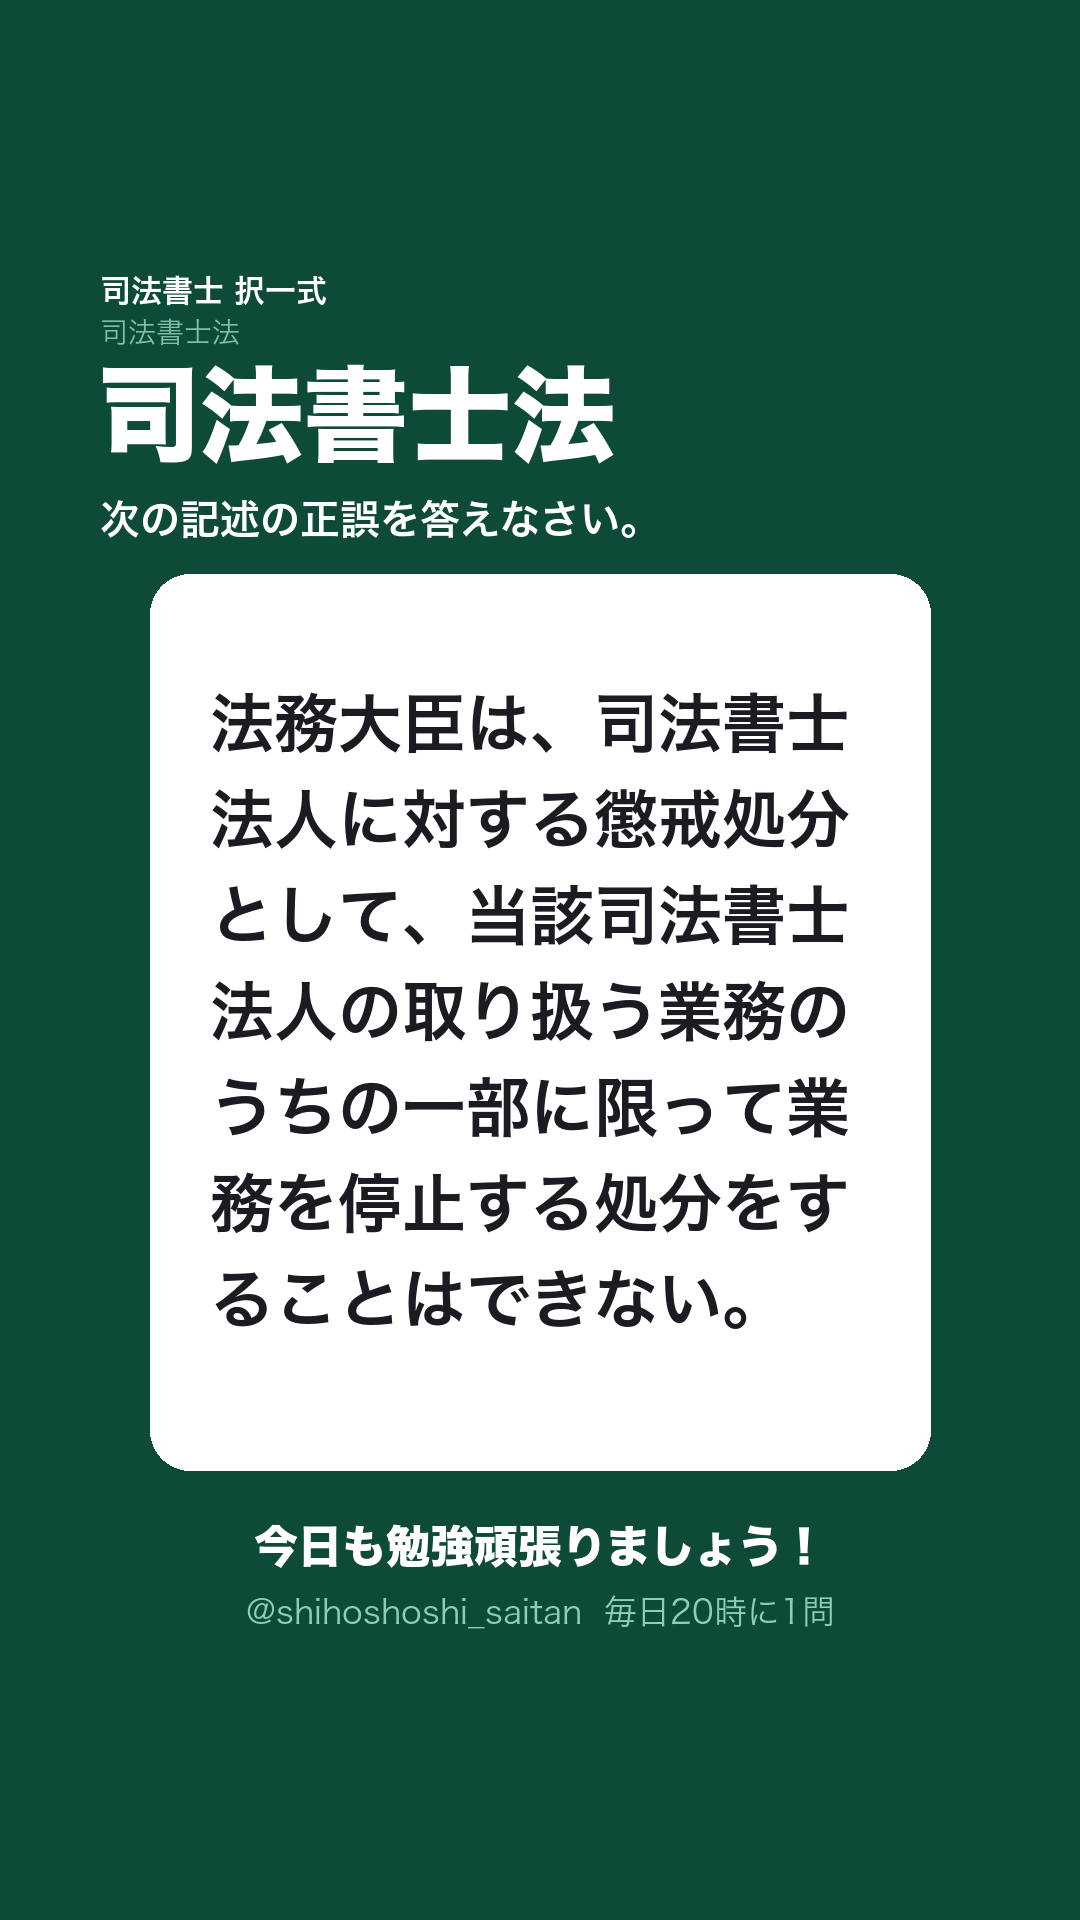 司法書士 択一式
司法書士法
司法書士法
次の記述の正誤を答えなさい。
法務大臣は、司法書士
法人に対する懲戒処分
として、当該司法書士
法人の取り扱う業務の
うちの一部に限って業
務を停止する処分をす
ることはできない。
今日も勉強頑張りましょう！
@shihoshoshi_saitan 毎日20時に1問